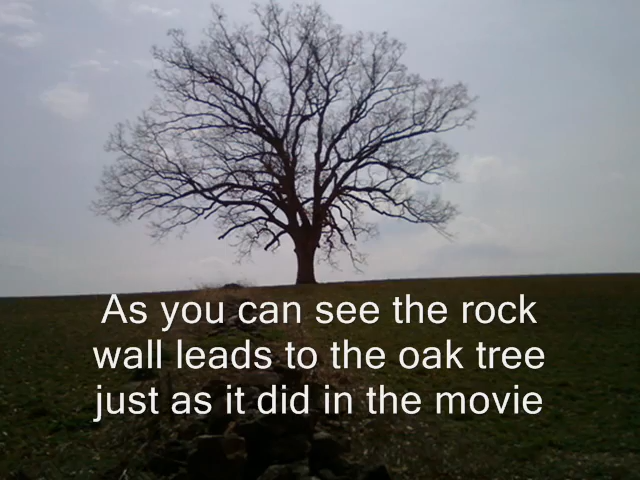 As you can see the rock
wall leads to the oak tree
just as it did in the movie